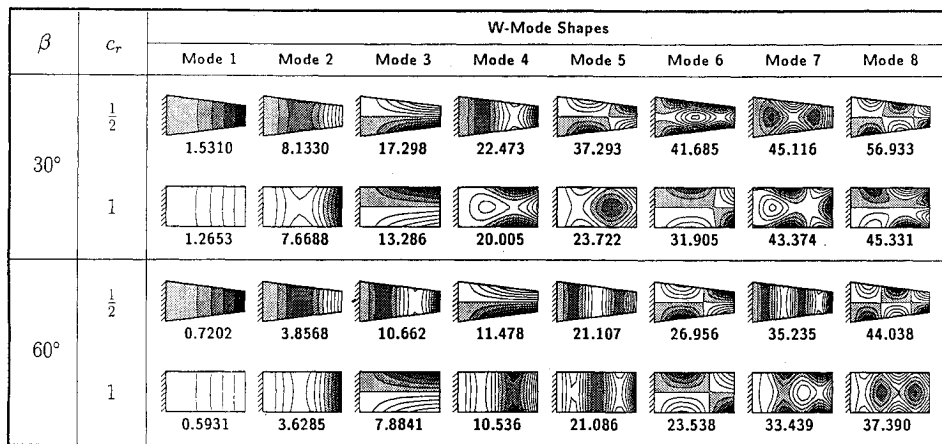 β c_r W-Mode Shapes
Mode 1 Mode 2 Mode 3 Mode 4 Mode 5 Mode 6 Mode 7 Mode 8
30°
1/2
1.5310 8.1330 17.298 22.473 37.293 41.685 45.116 56.933
1
1.2653 7.6688 13.286 20.005 23.722 31.905 43.374 45.331
60°
1/2
0.7202 3.8568 10.662 11.478 21.107 26.956 35.235 44.038
1
0.5931 3.6285 7.8841 10.536 21.086 23.538 33.439 37.390